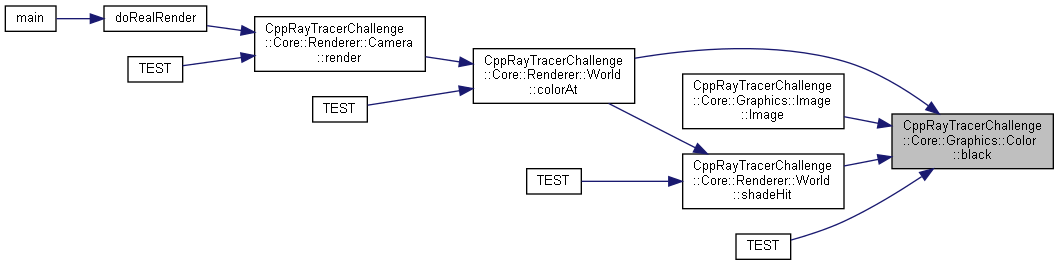 main
doRealRender
CppRayTracerChallenge
::Core::Renderer::Camera
::render
TEST
CppRayTracerChallenge
::Core::Renderer::World
::colorAt
TEST
CppRayTracerChallenge
::Core::Graphics::Image
::Image
CppRayTracerChallenge
::Core::Graphics::Color
::black
CppRayTracerChallenge
::Core::Renderer::World
::shadeHit
TEST
TEST